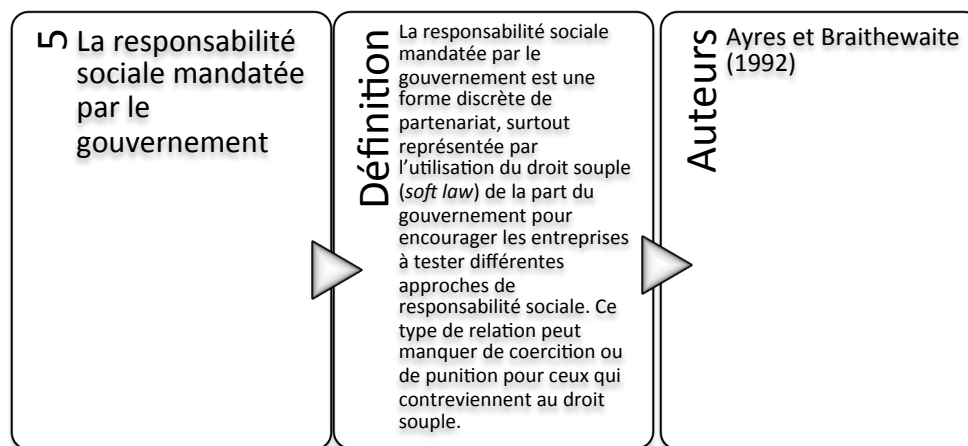 5
La responsabilité
sociale mandatée
par le
gouvernement
Définition
La responsabilité sociale
mandatée par le
gouvernement est une
forme discrète de
partenariat, surtout
représentée par
l'utilisation du droit souple
(soft law) de la part du
gouvernement pour
encourager les entreprises
à tester différentes
approches de
responsabilité sociale. Ce
type de relation peut
manquer de coercition ou
de punition pour ceux qui
contreviennent au droit
souple.
Auteurs
Ayres et Braithewaite
(1992)